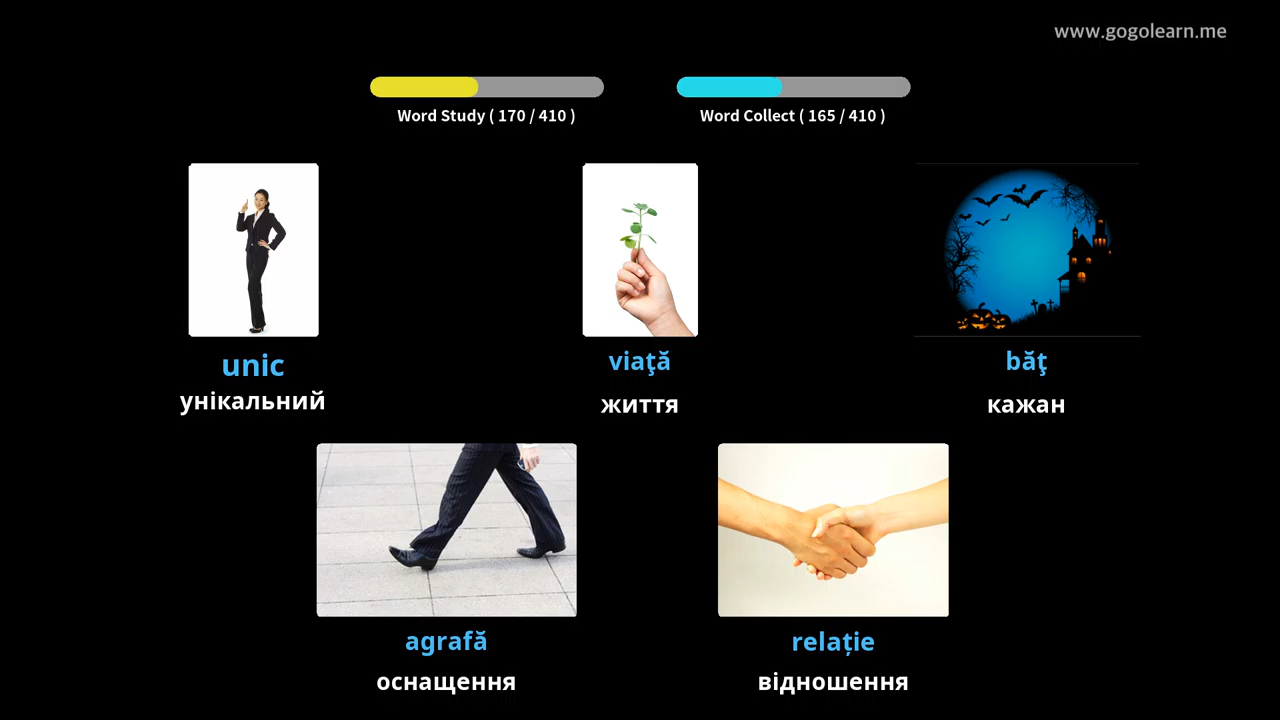 www.gogolearn.me
Word Study ( 170 / 410 )
Word Collect ( 165 / 410 )
unic
унікальний
viaţă
життя
băţ
кажан
agrafă
оснащення
relație
відношення